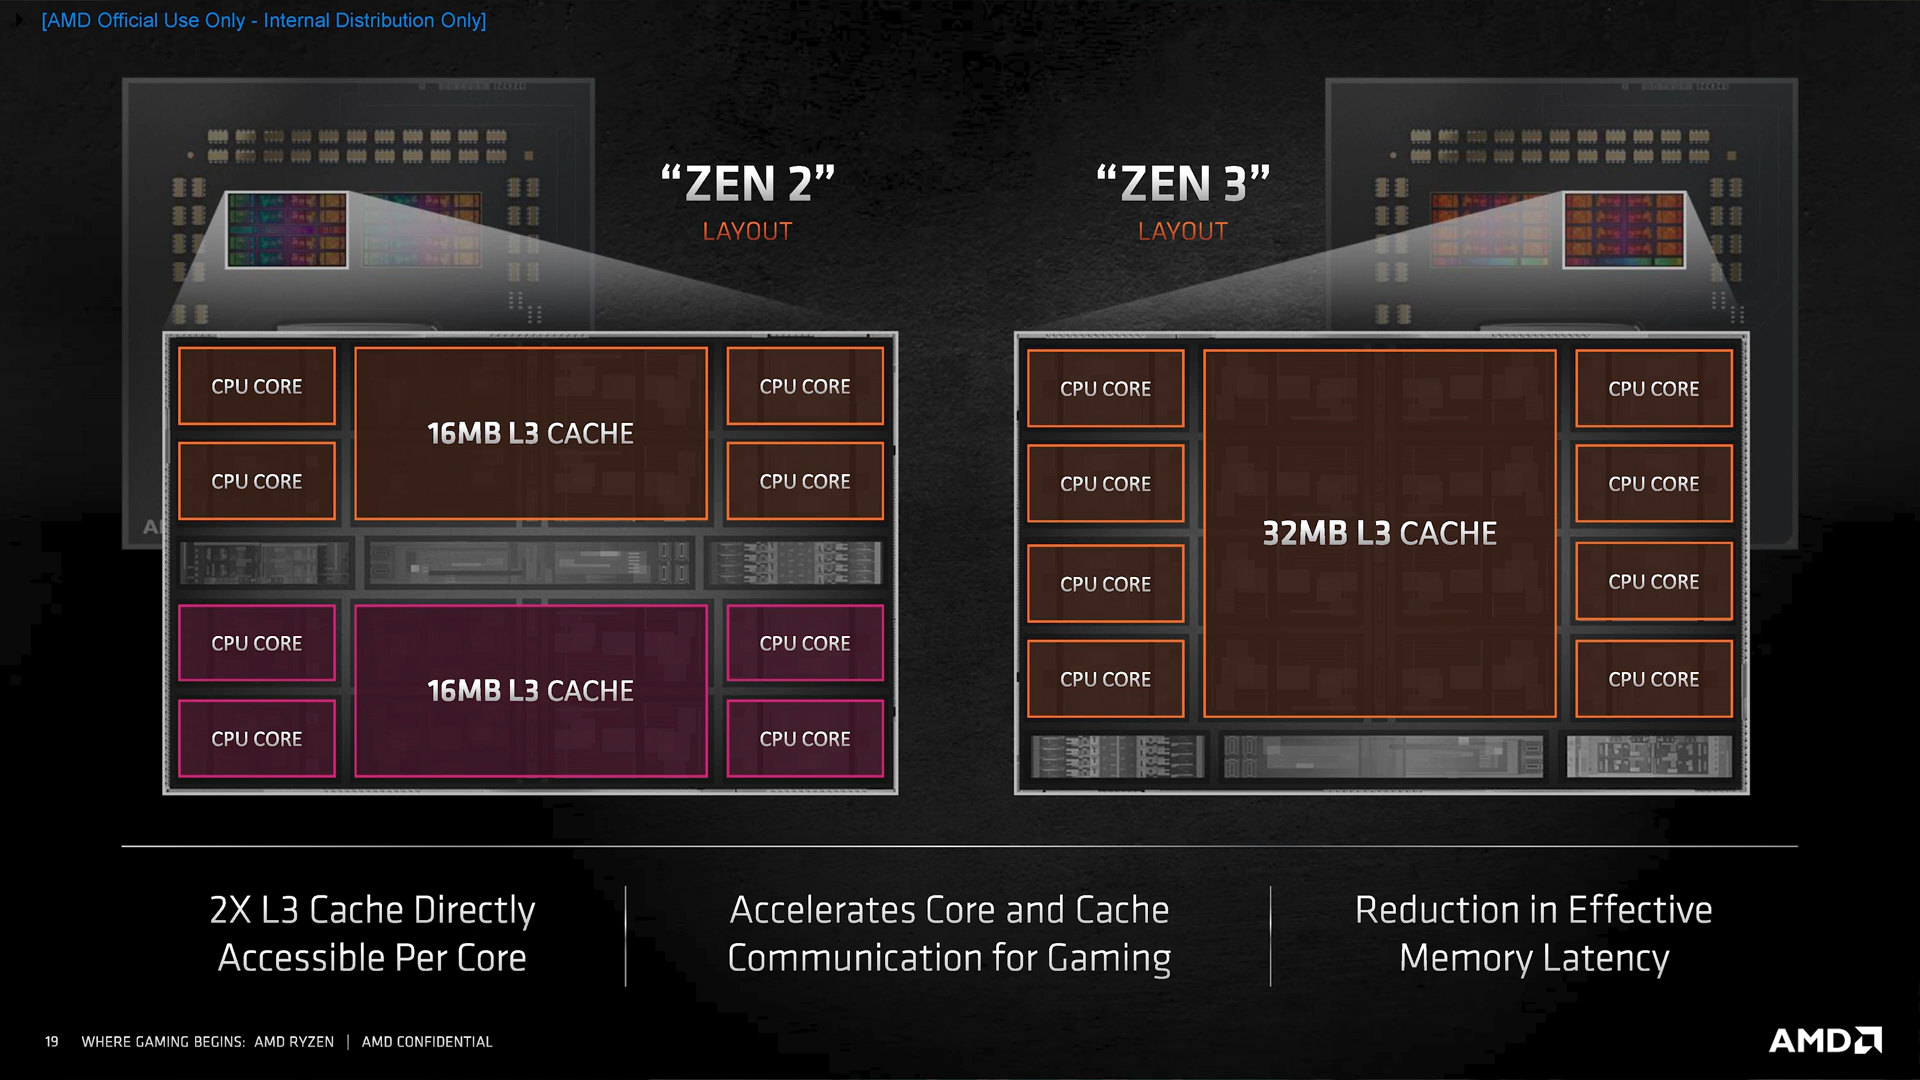 [AMD Official Use Only - Internal Distribution Only]
“ZEN 2”
LAYOUT
“ZEN 3”
LAYOUT
CPU CORE
16MB L3 CACHE
CPU CORE
CPU CORE
CPU CORE
CPU CORE
16MB L3 CACHE
CPU CORE
CPU CORE
CPU CORE
CPU CORE
32MB L3 CACHE
CPU CORE
CPU CORE
CPU CORE
CPU CORE
CPU CORE
CPU CORE
CPU CORE
2X L3 Cache Directly
Accessible Per Core
Accelerates Core and Cache
Communication for Gaming
Reduction in Effective
Memory Latency
19 WHERE GAMING BEGINS: AMD RYZEN | AMD CONFIDENTIAL
AMD